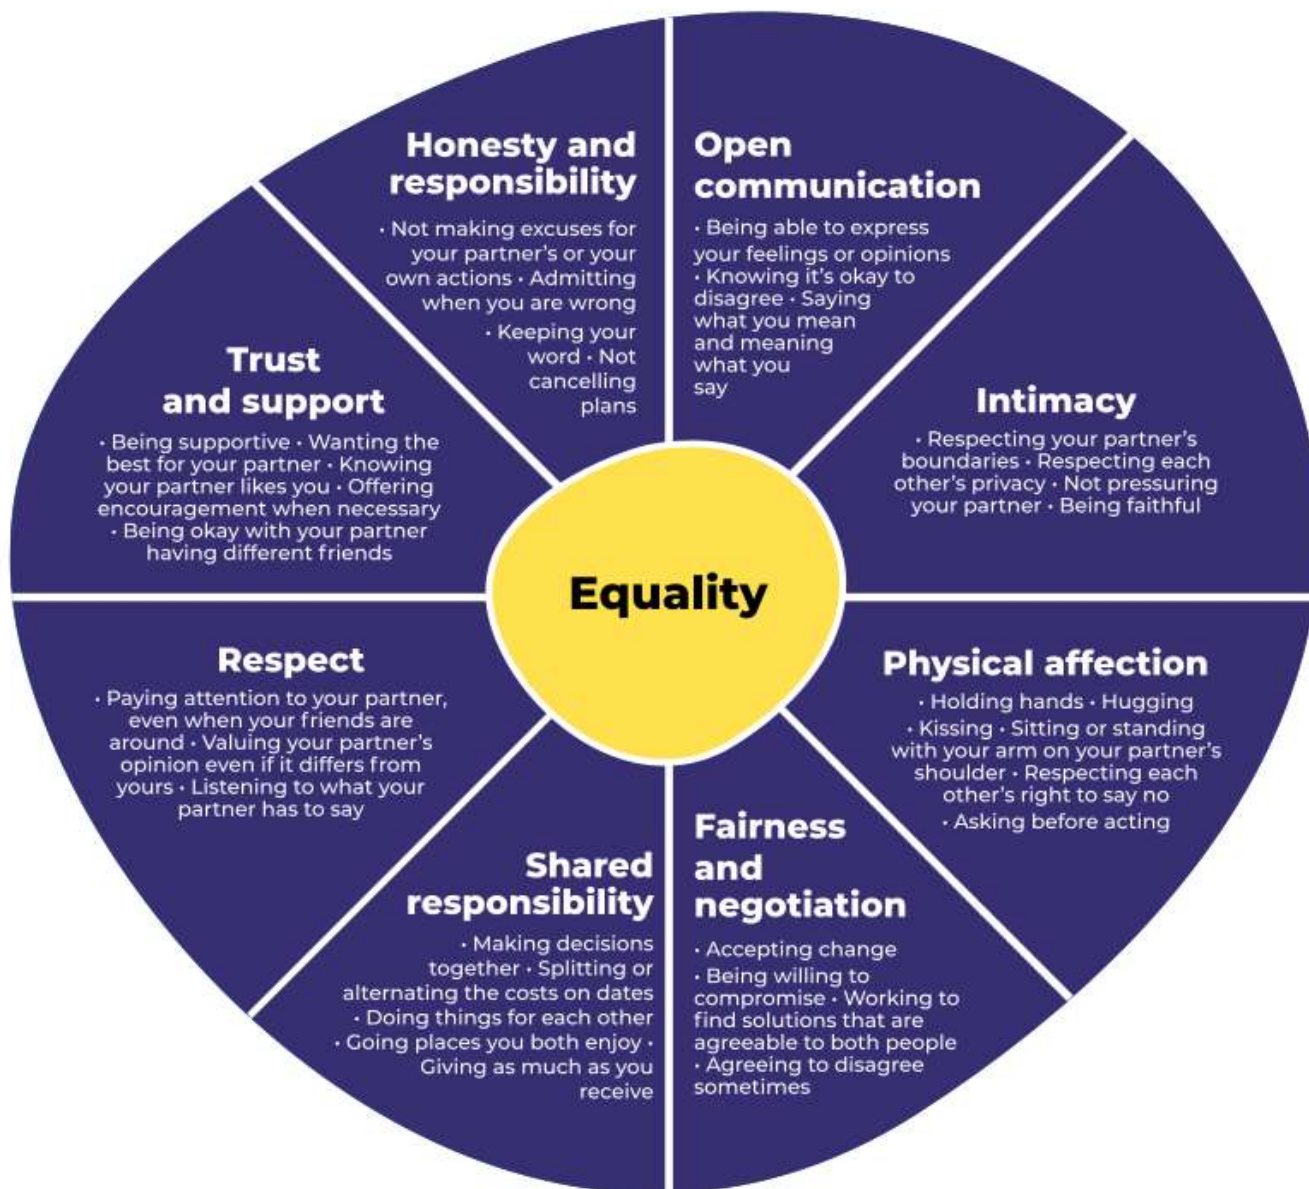 Honesty and
responsibility
• Not making excuses for
your partner’s or your
own actions • Admitting
when you are wrong
• Keeping your
word • Not
cancelling
plans
Open
communication
• Being able to express
your feelings or opinions
• Knowing it’s okay to
disagree • Saying
what you mean
and meaning
what you
say
Trust
and support
• Being supportive • Wanting the
best for your partner • Knowing
your partner likes you • Offering
encouragement when necessary
• Being okay with your partner
having different friends
Intimacy
• Respecting your partner’s
boundaries • Respecting each
other’s privacy • Not pressuring
your partner • Being faithful
Equality
Respect
• Paying attention to your partner,
even when your friends are
around • Valuing your partner’s
opinion even if it differs from
yours • Listening to what your
partner has to say
Physical affection
• Holding hands • Hugging
• Kissing • Sitting or standing
with your arm on your partner’s
shoulder • Respecting each
other’s right to say no
• Asking before acting
Shared
responsibility
• Making decisions
together • Splitting or
alternating the costs on dates
• Doing things for each other
• Going places you both enjoy •
Giving as much as you
receive
Fairness
and
negotiation
• Accepting change
• Being willing to
compromise • Working to
find solutions that are
agreeable to both people
• Agreeing to disagree
sometimes